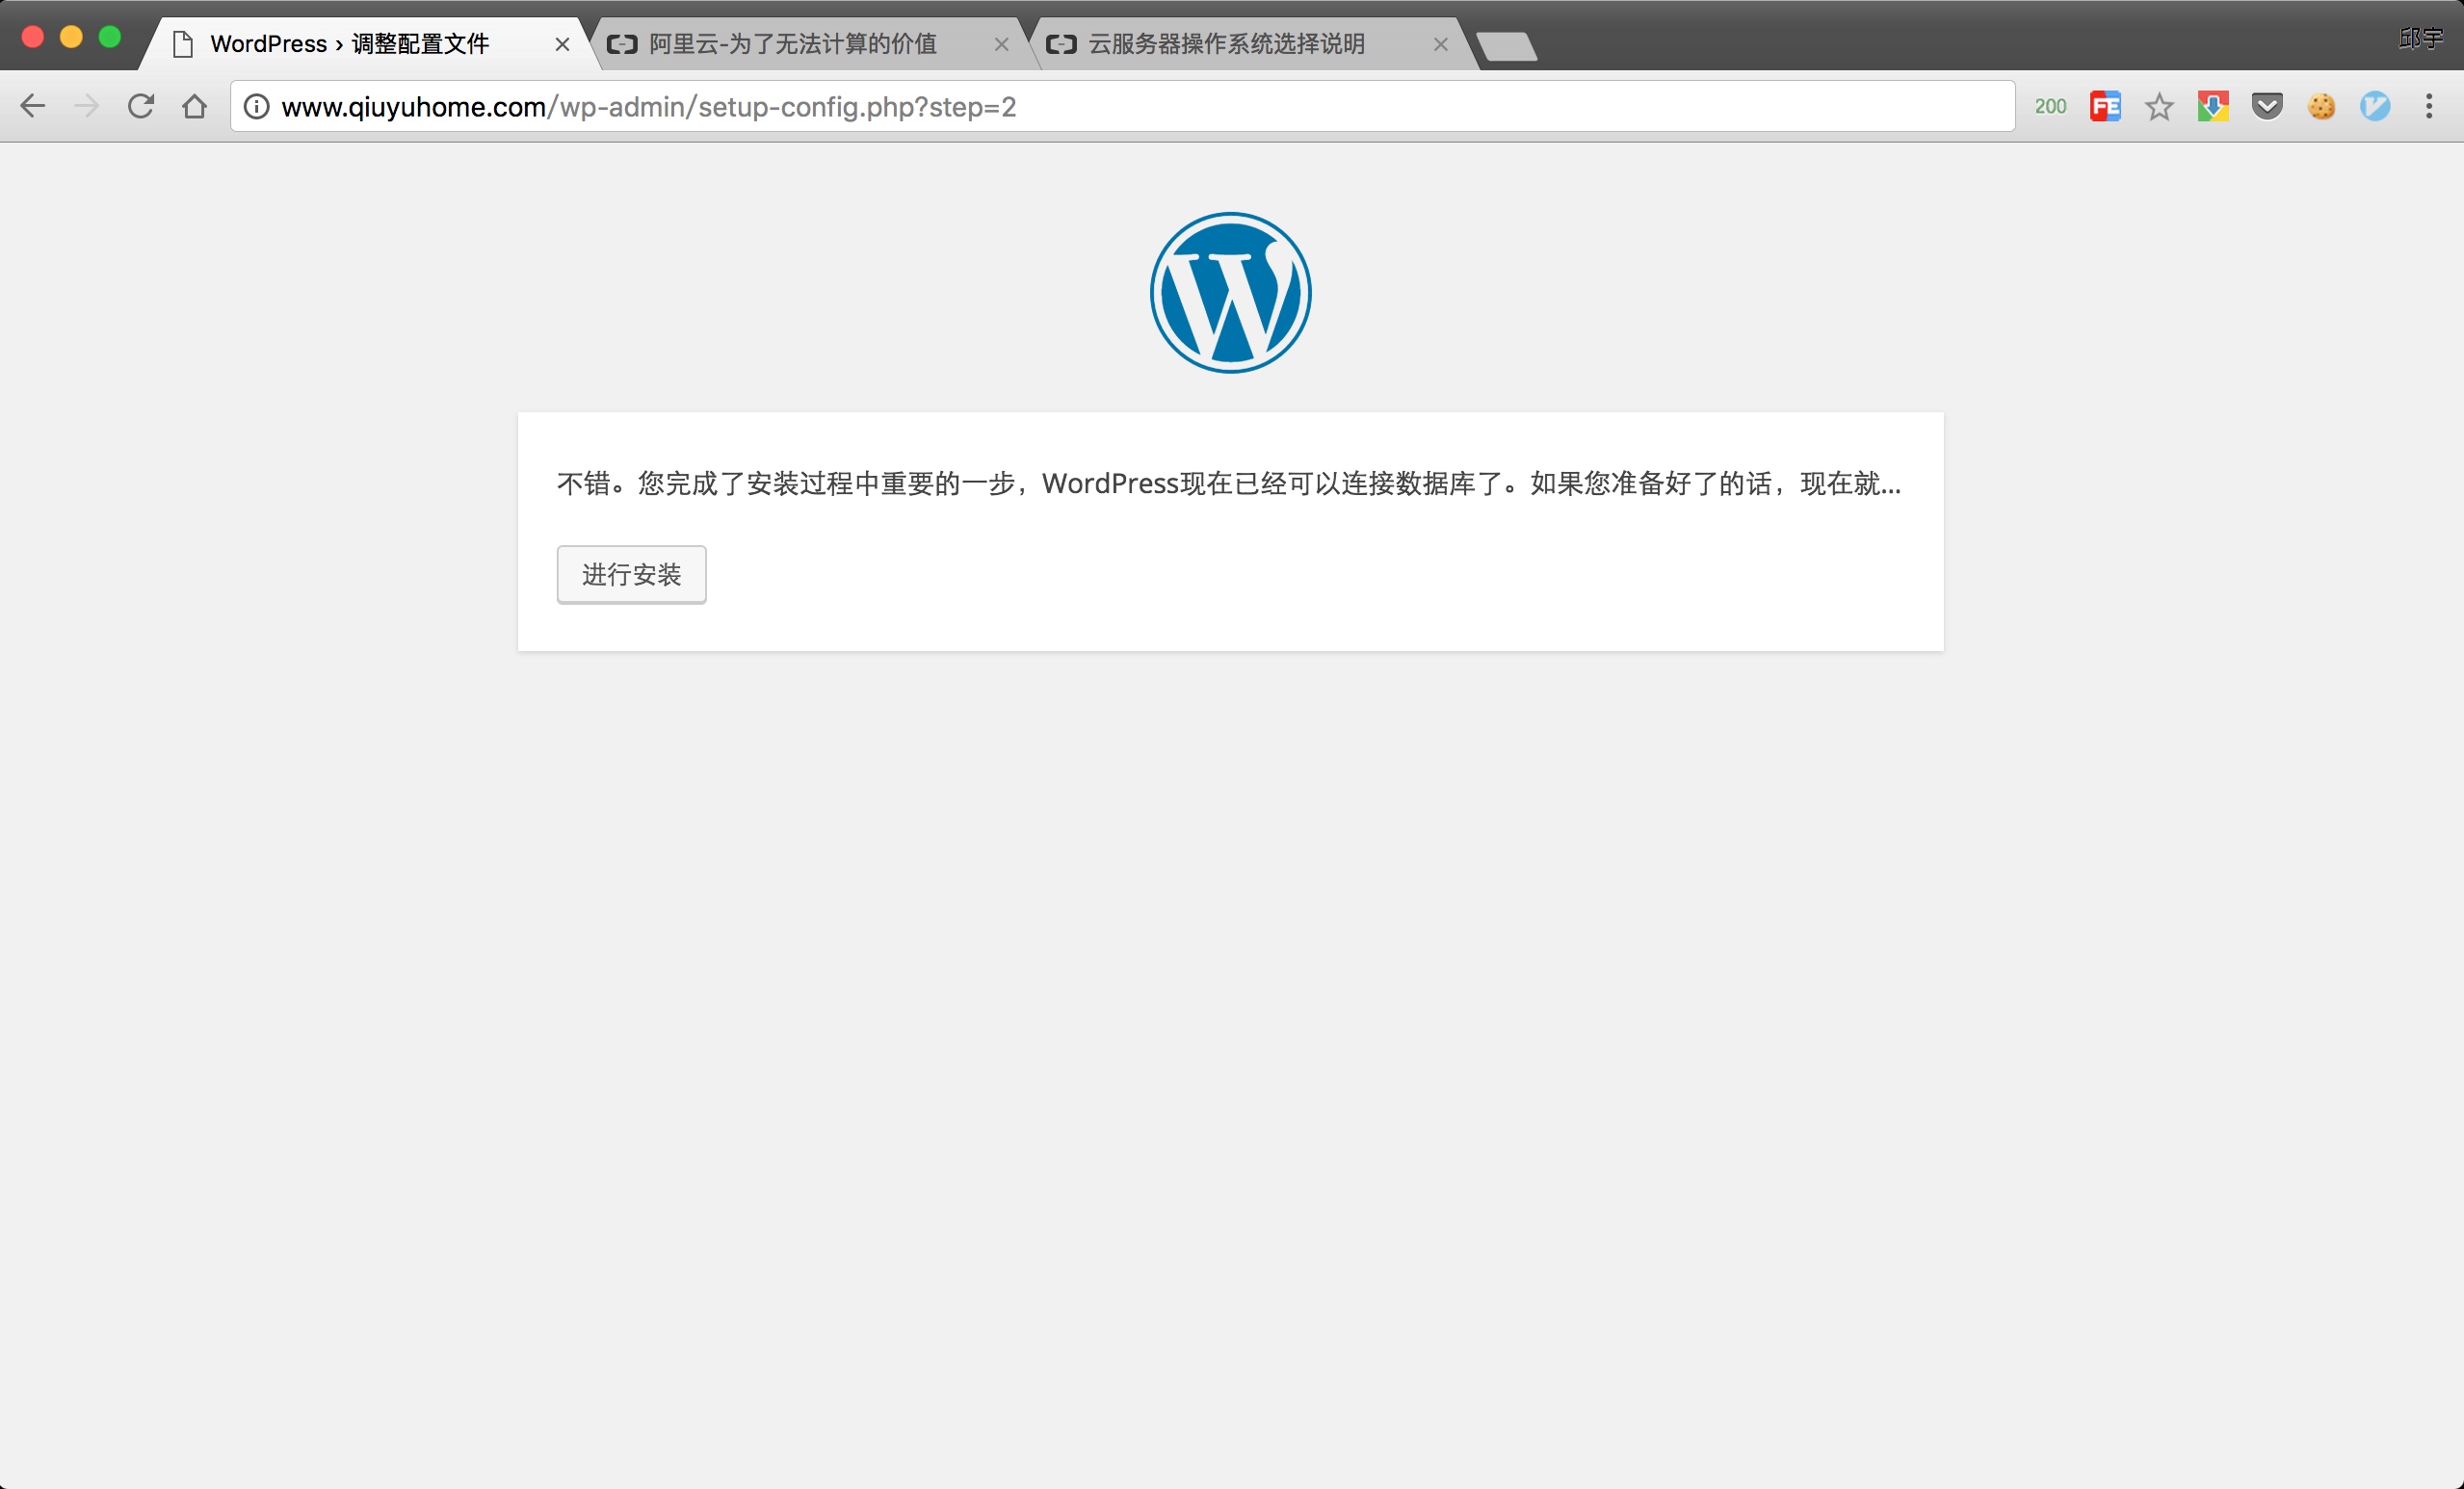 WordPress › 调整配置文件
阿里云-为了无法计算的价值
云服务器操作系统选择说明
邱宇
www.qiuyuhome.com/wp-admin/setup-config.php?step=2
200
FE
不错。您完成了安装过程中重要的一步，WordPress现在已经可以连接数据库了。如果您准备好了的话，现在就…
进行安装